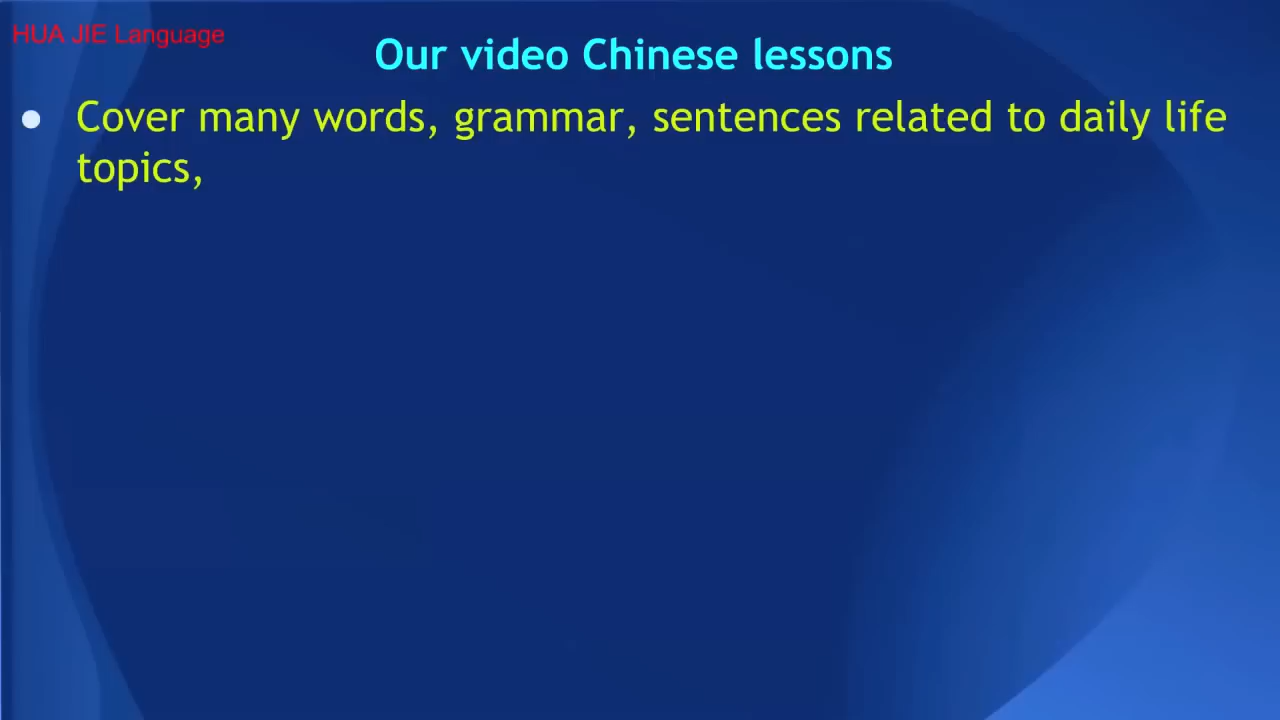 HUA JIE Language
Our video Chinese lessons
Cover many words, grammar, sentences related to daily life
topics,